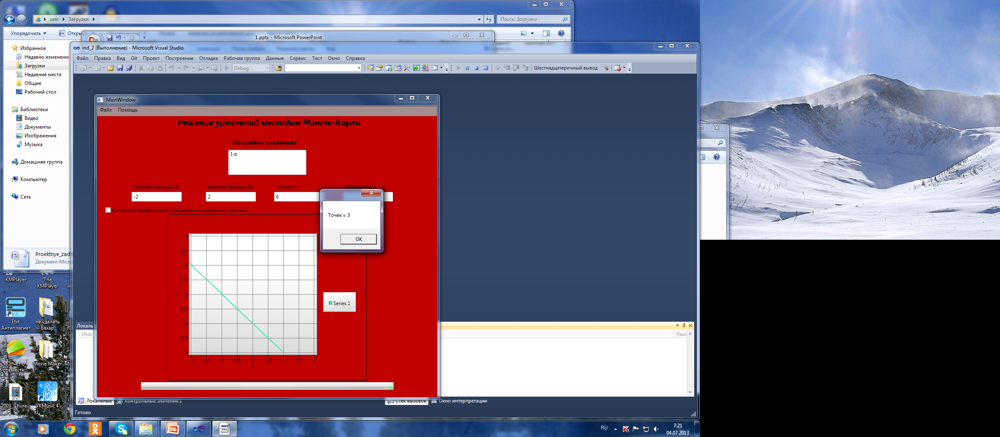 user
Загрузки
Поиск: Загрузки
Упорядочить
Избранное
Недавно изменен
Загрузки
Недавние места
Общие
Рабочий стол
Библиотеки
Видео
Документы
Изображения
Музыка
Домашняя группа
Компьютер
Сеть
Proektnye_zad
Документ Micr
1.pptx - Microsoft PowerPoint
ind_2 (Выполнение) - Microsoft Visual Studio
Файл Правка Вид Git Проект Построение Отладка Рабочая группа Данные Сервис Тест Окно Справка
Debug
Шестнадцатеричный вывод
MainWindow
Файл Помощь
Решение уравнений методом Монте-Карло
Введенное уравнение
1-x
Нижняя граница (a) Верхняя граница (b) Точность Переменная
-2 2 6
Сохранить графическое отображение результатов расчета
Точек = 3
OK
3
2,5
2
1,5
1
0,5
0
-0,5
-1
y
-1 -0,5 0 0,5 1 1,5 2 2,5 3
x
Series 1
Локаль
Имя
Язык
Локальные Контрольные значения 1
Стек вызовов Окно интерпретации
Готово
KMPlayer
The
KMPlayer
T.RU
Etxt
Антиплагиат
не удалять
Бахар
Отчет о
совмести...
Movie Maker
AVI
2003_Chura...
VKMusic 4
RU
7:21
04.07.2013